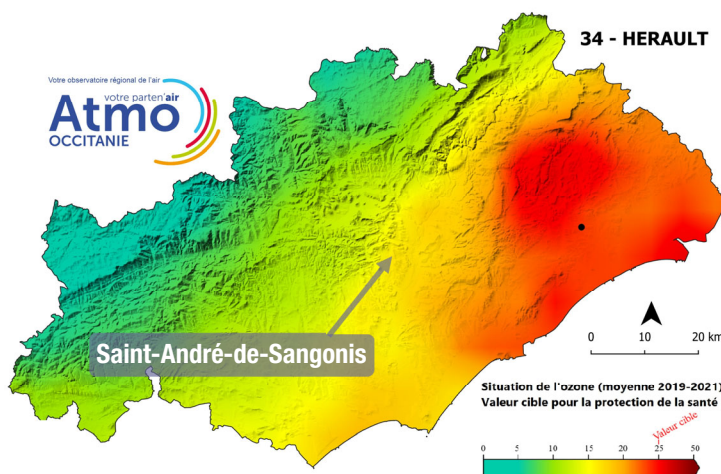 34 - HERAULT
Votre observatoire régional de l'air
votre parten'air
Atmo
OCCITANIE
Saint-André-de-Sangonis
0 10 20 km
Situation de l'ozone (moyenne 2019-2021)
Valeur cible pour la protection de la santé
Valeur cible
0 5 10 15 20 25 50